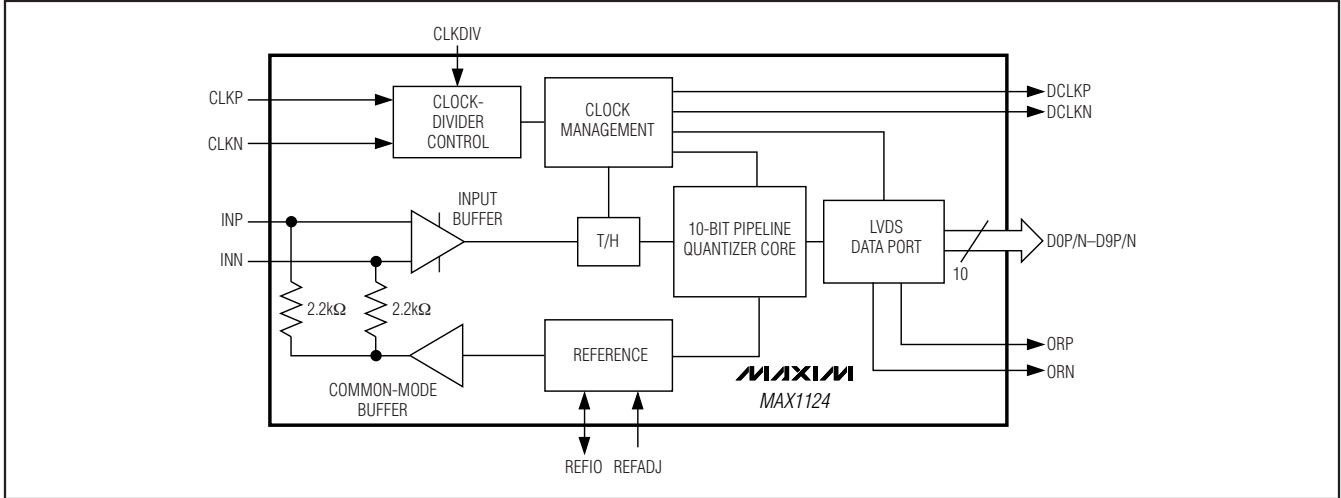 CLKDIV
CLKP
CLKN
CLOCK-
DIVIDER
CONTROL
CLOCK
MANAGEMENT
DCLKP
DCLKN
INP
INN
INPUT
BUFFER
T/H
10-BIT PIPELINE
QUANTIZER CORE
LVDS
DATA PORT
10
D0P/N–D9P/N
2.2kΩ
2.2kΩ
COMMON-MODE
BUFFER
REFERENCE
MAXIM
MAX1124
ORP
ORN
REFIO
REFADJ